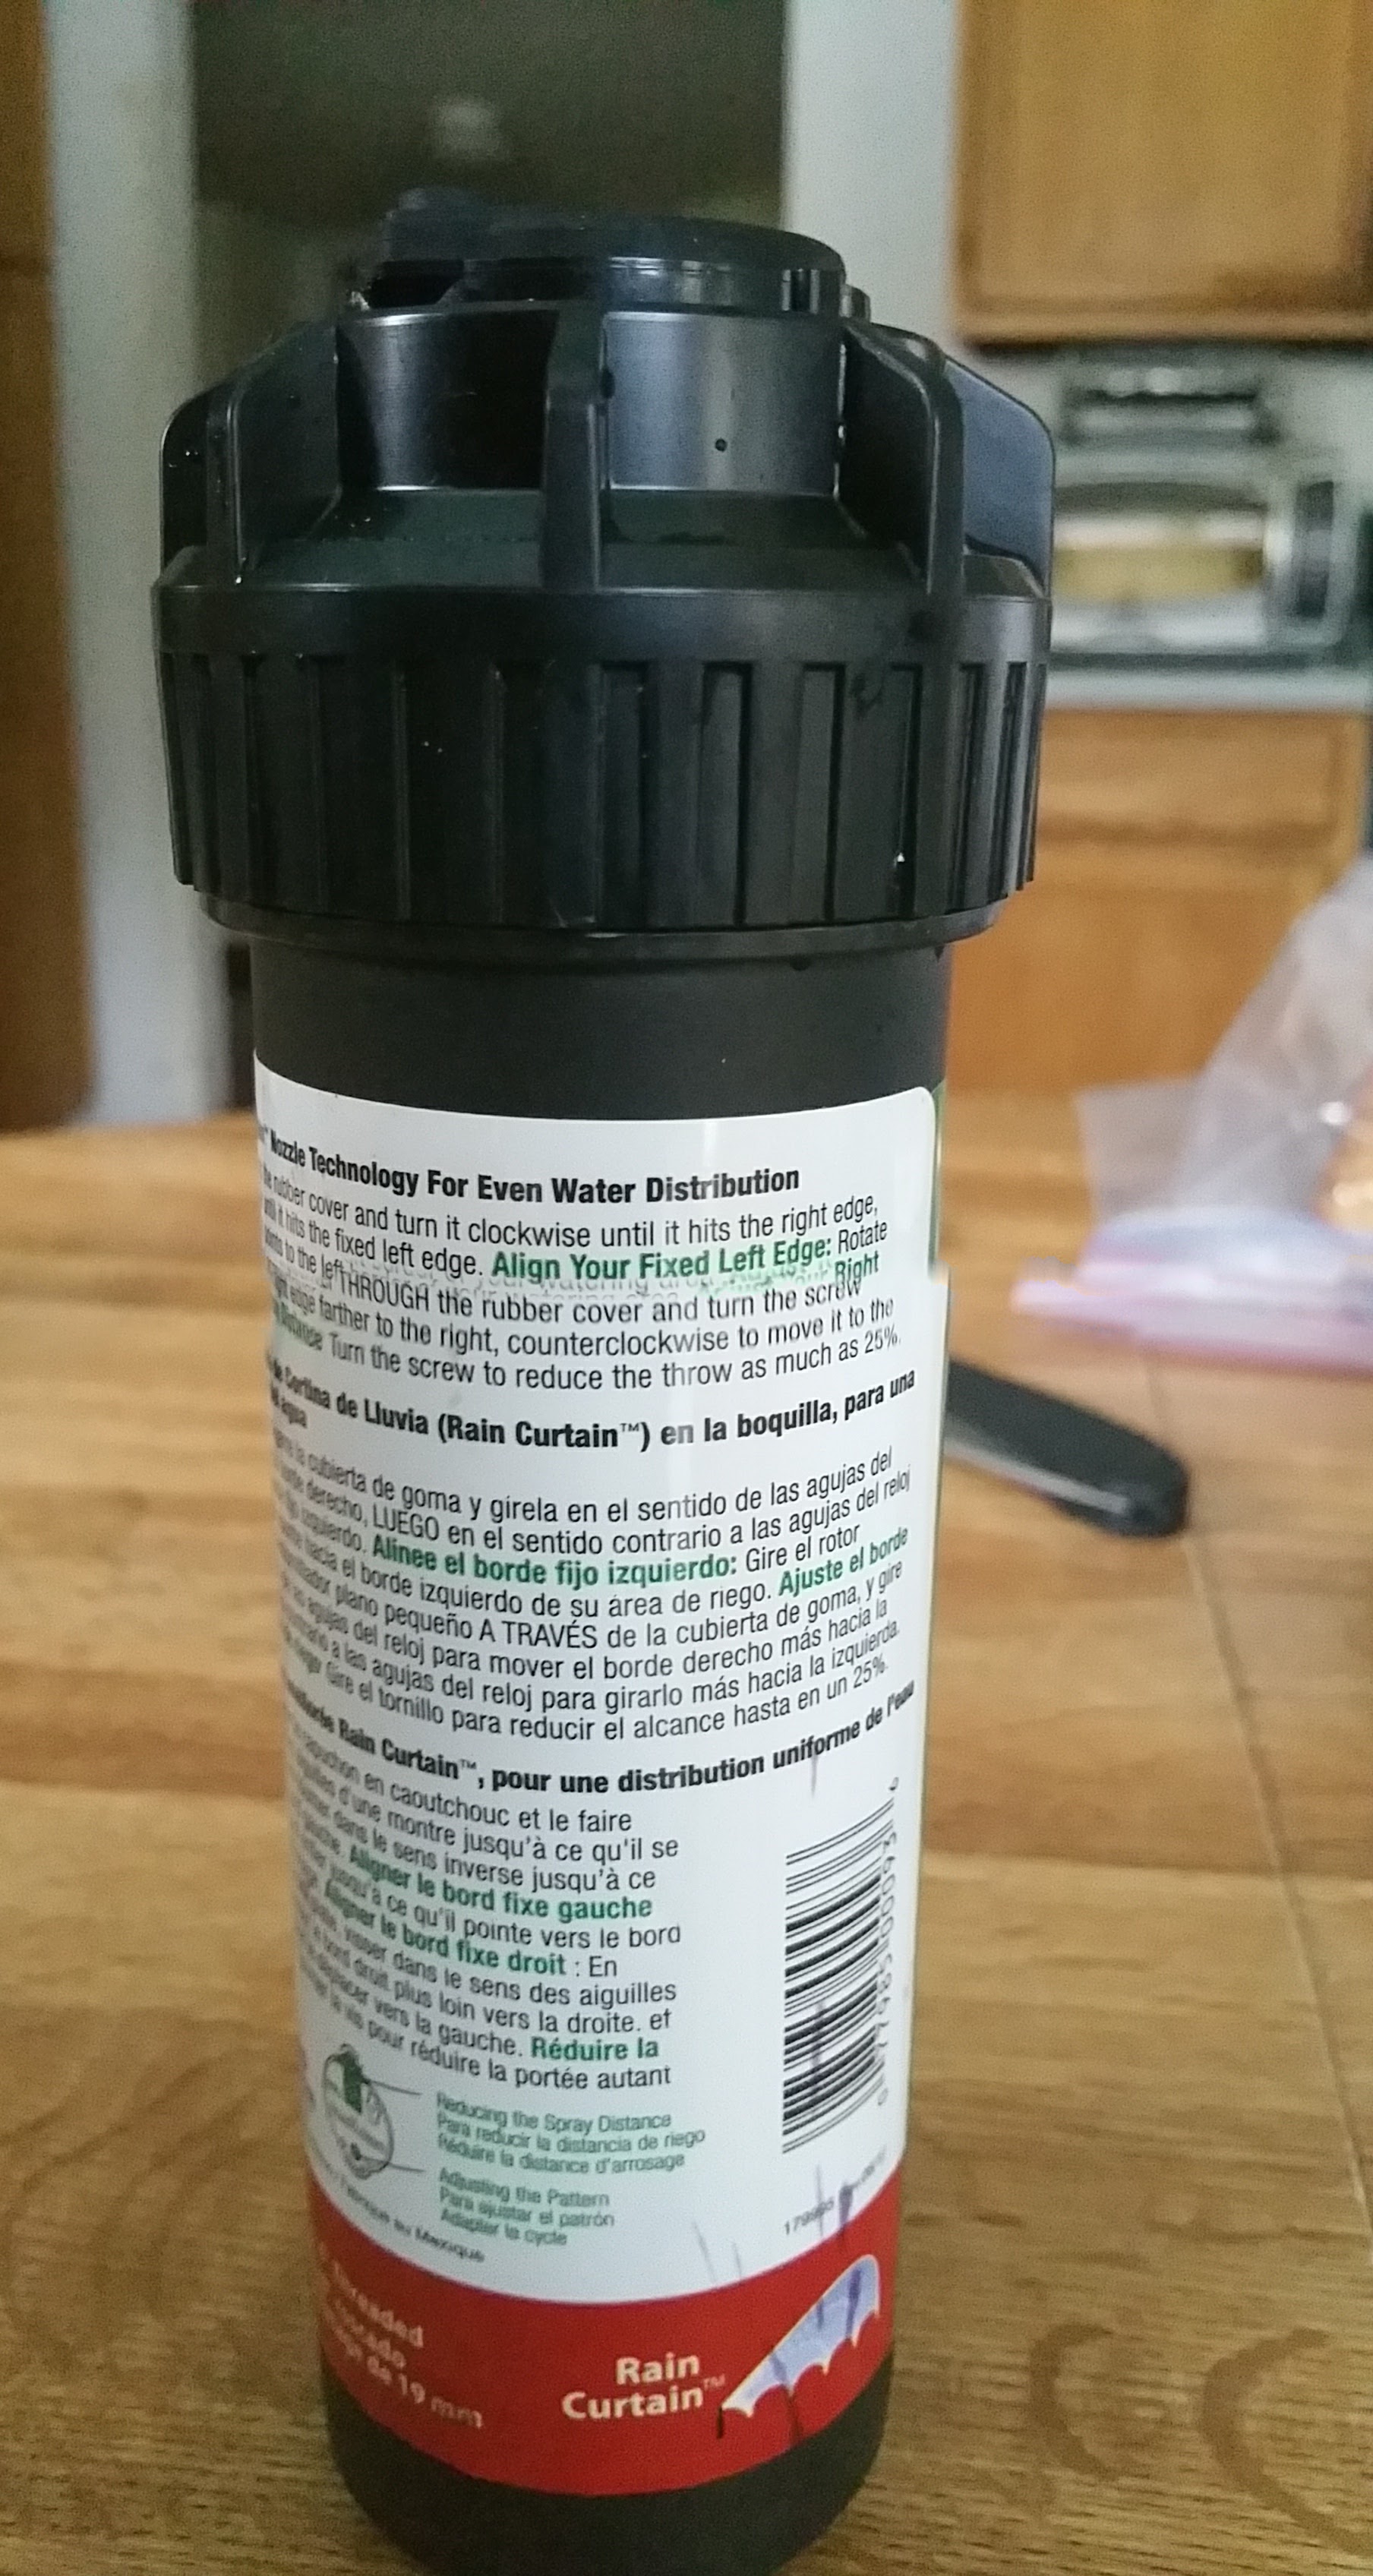 Nozzle Technology For Even Water Distribution
rubber cover and turn it clockwise until it hits the right edge,
it hits the fixed left edge. Align Your Fixed Left Edge: Rotate
to the left
Right
THROUGH the rubber cover and turn the screw
edge farther to the right, counterclockwise to move it to the
Distance Turn the screw to reduce the throw as much as 25%.
de Cortina de Lluvia (Rain Curtain™) en la boquilla, para una
agua
la cubierta de goma y girela en el sentido de las agujas del
derecho, LUEGO en el sentido contrario a las agujas del reloj
izquierdo. Alinee el borde fijo izquierdo: Gire el rotor
hacia el borde izquierdo de su área de riego. Ajuste el borde
plano pequeño A TRAVÉS de la cubierta de goma, y gire
agujas del reloj para mover el borde derecho más hacia la
a las agujas del reloj para girarlo más hacia la izquierda.
Gire el tornillo para reducir el alcance hasta en un 25%.
Rain Curtain™, pour une distribution uniforme de l'eau
capuchon en caoutchouc et le faire
d'une montre jusqu'à ce qu'il se
dans le sens inverse jusqu'à ce
Aligner le bord fixe gauche
jusqu'à ce qu'il pointe vers le bord
Aligner le bord fixe droit : En
visser dans le sens des aiguilles
bord droit plus loin vers la droite. et
vers la gauche. Réduire la
vis pour réduire la portée autant
Reducing the Spray Distance
Para reducir la distancia de riego
Réduire la distance d'arrosage
Adjusting the Pattern
Para ajustar el patrón
Adapter la cycle
au Mexique
Threaded
de 19 mm
Rain
Curtain™